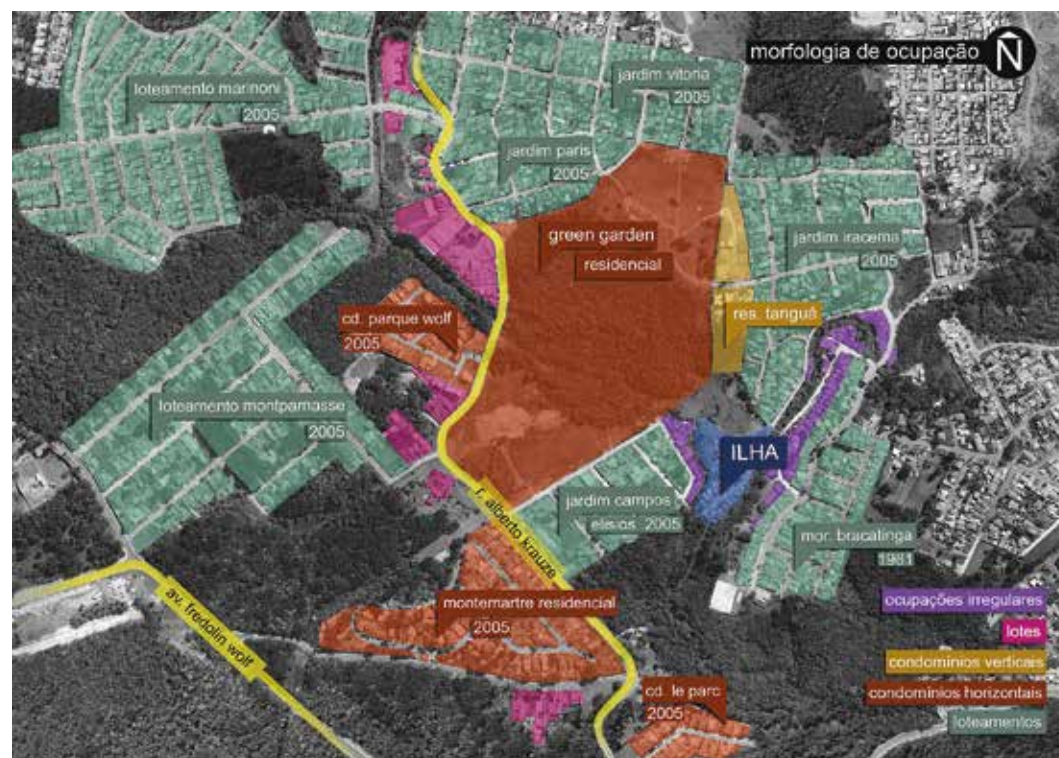 morfologia de ocupação
N
loteamento marinoni
2005
jardim vitoria
2005
jardim paris
2005
green garden
residencial
jardim iracema
2005
cd. parque wolf
2005
res. tanguá
loteamento montparnasse
2005
ILHA
jardim campos
elisios 2005
r. alberto krauze
mor. bracatinga
1981
av. fredolin wolf
montemartre residencial
2005
cd. le parc
2005
ocupações irregulares
lotes
condomínios verticais
condomínios horizontais
loteamentos